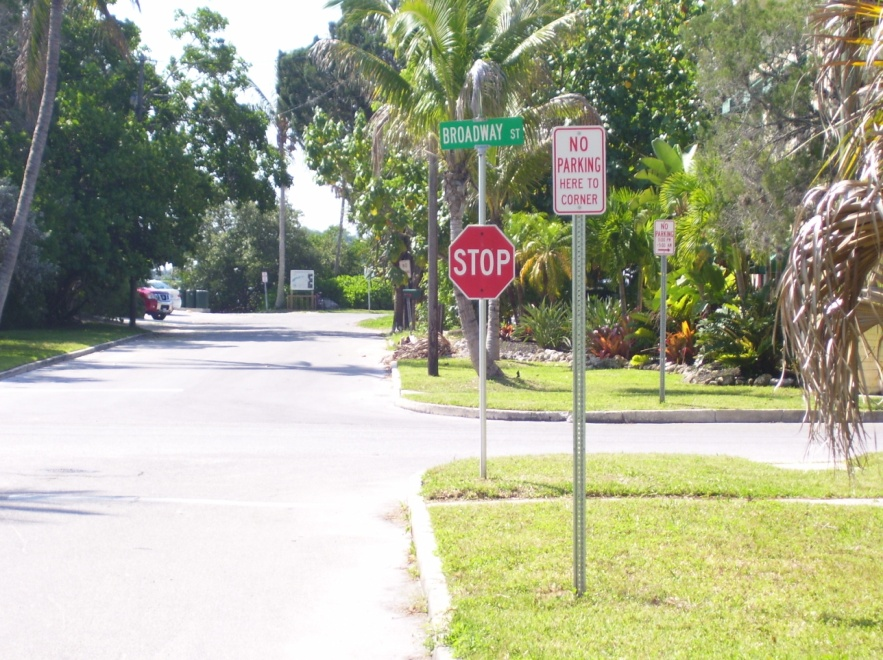 BROADWAY ST
STOP
NO
PARKING
HERE TO
CORNER
NO
PARKING